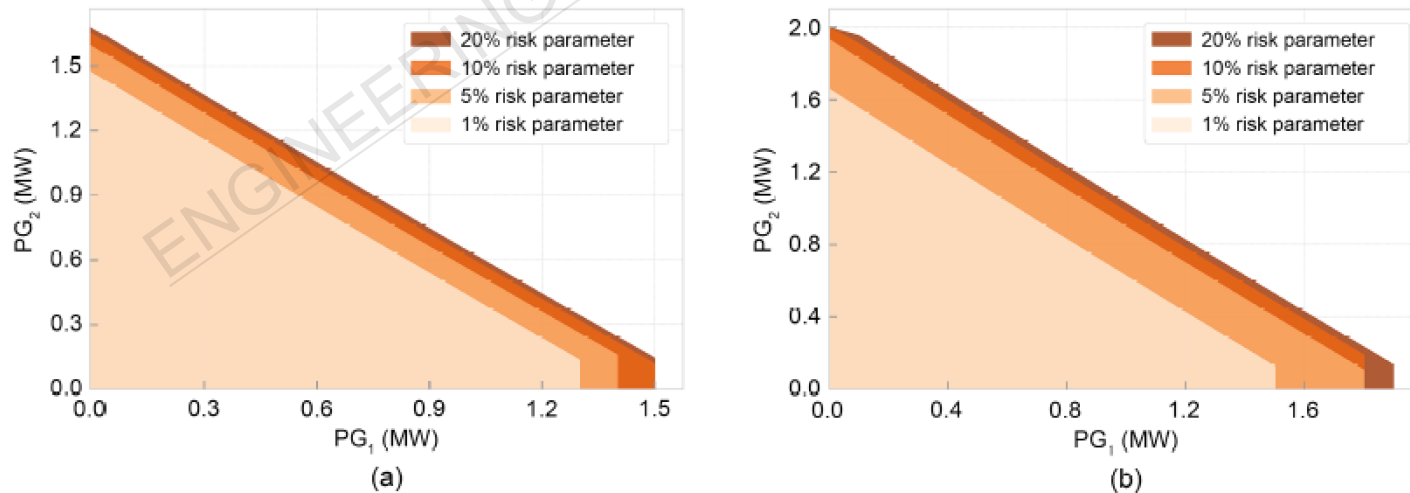 ENGINEERING
20% risk parameter
10% risk parameter
5% risk parameter
1% risk parameter
PG₂ (MW)
1.5
1.2
0.9
0.6
0.3
0.0
0.0 0.3 0.6 0.9 1.2 1.5
PG₁ (MW)
(a)
20% risk parameter
10% risk parameter
5% risk parameter
1% risk parameter
PG₂ (MW)
2.0
1.6
1.2
0.8
0.4
0.0
0.0 0.4 0.8 1.2 1.6
PG₁ (MW)
(b)